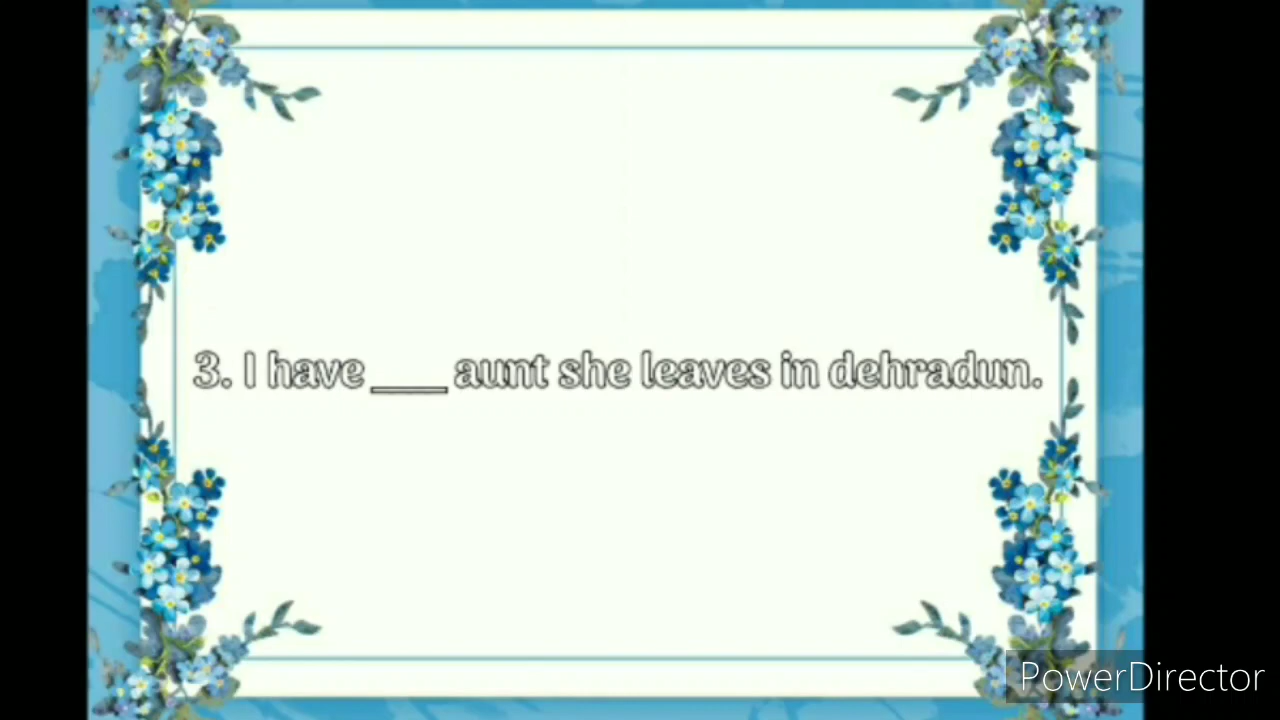 3. I have ___ aunt she leaves in dehradun.
PowerDirector